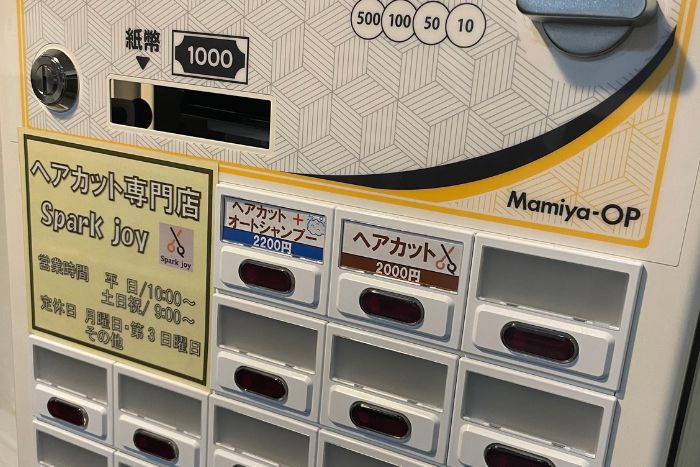 500 100 50 10
紙幣
1000
Mamiya-OP
ヘアカット専門店
Spark joy
Spark joy
営業時間 平 日/10:00～
土日祝/ 9:00～
定休日 月曜日・第3日曜日
その他
ヘアカット +
オートシャンプー
2200円
ヘアカット
2000円